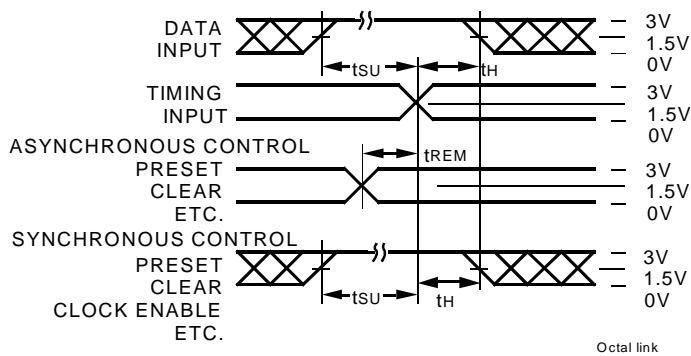 DATA
INPUT
3V
1.5V
0V
tSU
tH
TIMING
INPUT
3V
1.5V
0V
ASYNCHRONOUS CONTROL
PRESET
CLEAR
ETC.
tREM
3V
1.5V
0V
SYNCHRONOUS CONTROL
PRESET
CLEAR
CLOCK ENABLE
ETC.
tSU
tH
3V
1.5V
0V
Octal link